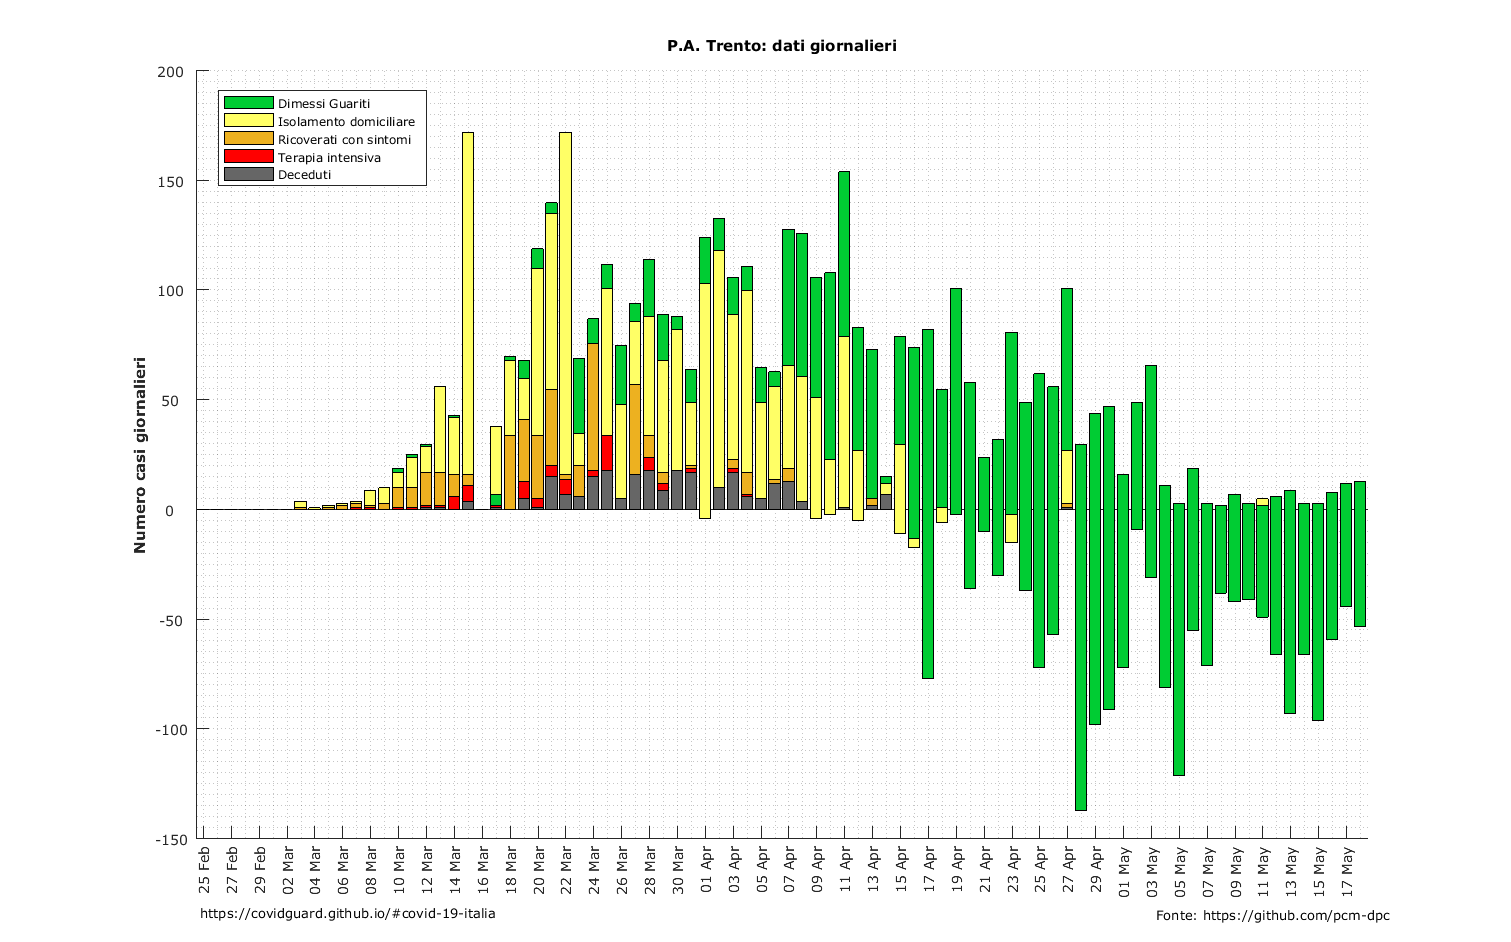 P.A. Trento: dati giornalieri
200
150
100
50
0
-50
-100
-150
Numero casi giornalieri
Dimessi Guariti
Isolamento domiciliare
Ricoverati con sintomi
Terapia intensiva
Deceduti
25 Feb
27 Feb
29 Feb
02 Mar
04 Mar
06 Mar
08 Mar
10 Mar
12 Mar
14 Mar
16 Mar
18 Mar
20 Mar
22 Mar
24 Mar
26 Mar
28 Mar
30 Mar
01 Apr
03 Apr
05 Apr
07 Apr
09 Apr
11 Apr
13 Apr
15 Apr
17 Apr
19 Apr
21 Apr
23 Apr
25 Apr
27 Apr
29 Apr
01 May
03 May
05 May
07 May
09 May
11 May
13 May
15 May
17 May
https://covidguard.github.io/#covid-19-italia
Fonte: https://github.com/pcm-dpc